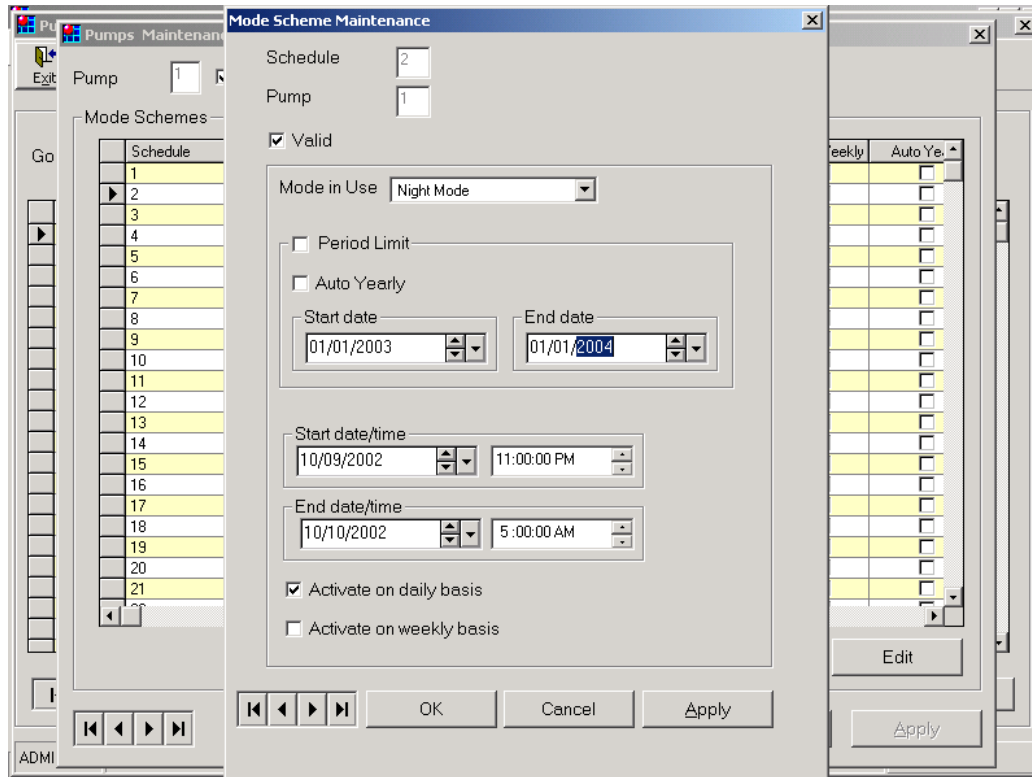 Mode Scheme Maintenance
Pu
Pumps Maintenanc
Exit
Schedule 2
Pump 1
Pump 1
Valid
Mode Schemes
Go
Schedule
Weekly Auto Ye
1
2
3
4
5
6
7
8
9
10
11
12
13
14
15
16
17
18
19
20
21
Mode in Use Night Mode
Period Limit
Auto Yearly
Start date End date
01/01/2003 01/01/2004
Start date/time
10/09/2002 11:00:00 PM
End date/time
10/10/2002 5:00:00 AM
Activate on daily basis
Activate on weekly basis
Edit
OK Cancel Apply
Apply
ADMI